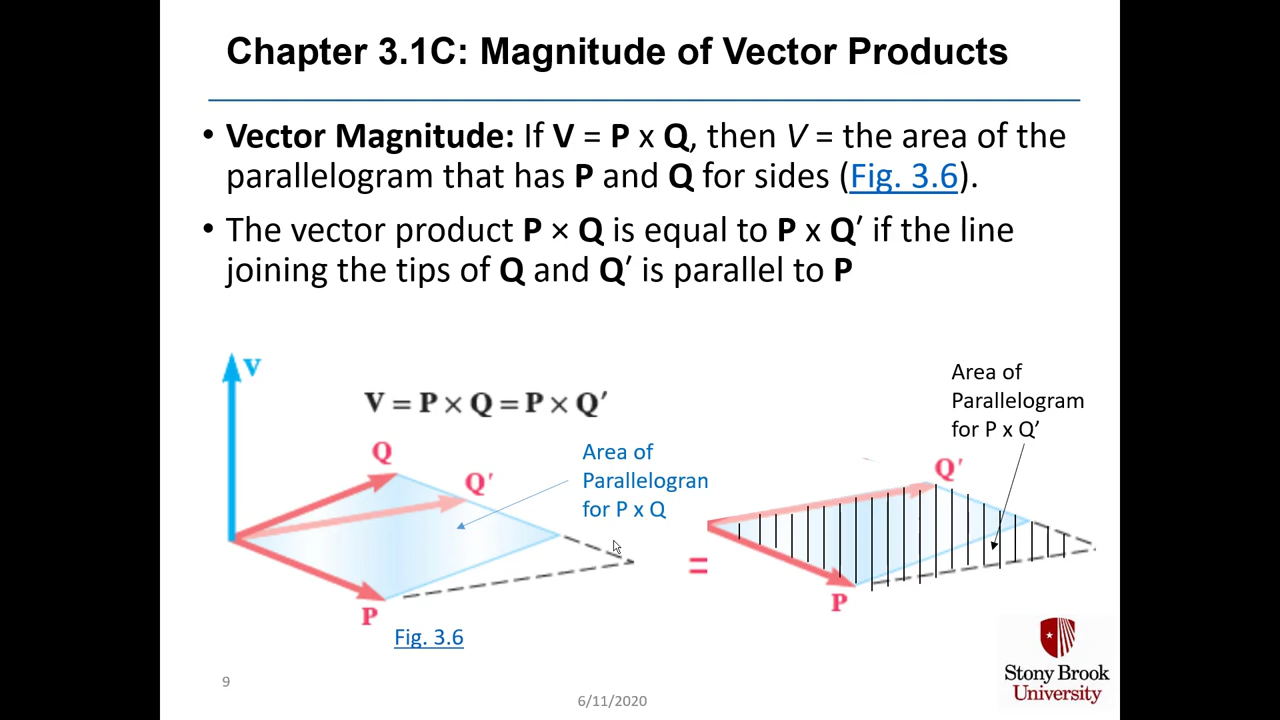 Chapter 3.1C: Magnitude of Vector Products
• Vector Magnitude: If V = P x Q, then V = the area of the
parallelogram that has P and Q for sides (Fig. 3.6).
• The vector product P × Q is equal to P x Q′ if the line
joining the tips of Q and Q′ is parallel to P
V
V = P × Q = P × Q′
Q
Q′
Area of
Parallelogran
for P x Q
P
Fig. 3.6
=
Area of
Parallelogram
for P x Q’
Q′
P
9
6/11/2020
Stony Brook
University